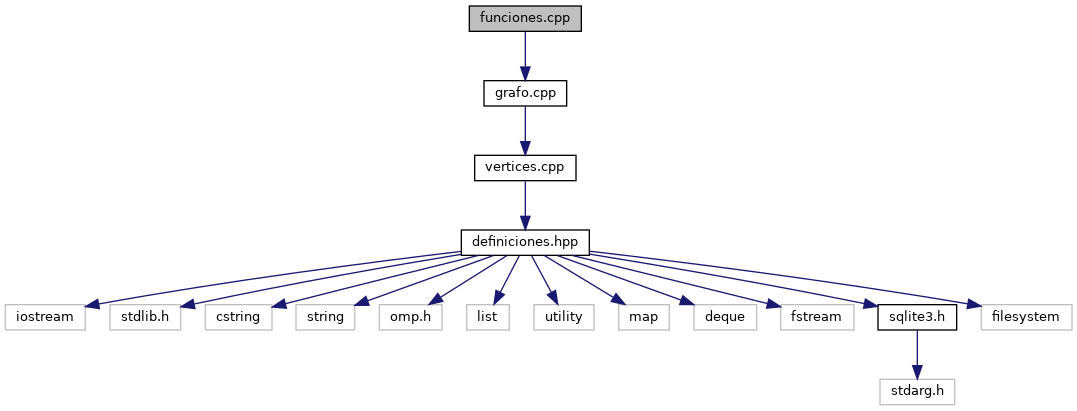 funciones.cpp
grafo.cpp
vertices.cpp
definiciones.hpp
iostream
stdlib.h
cstring
string
omp.h
list
utility
map
deque
fstream
sqlite3.h
filesystem
stdarg.h